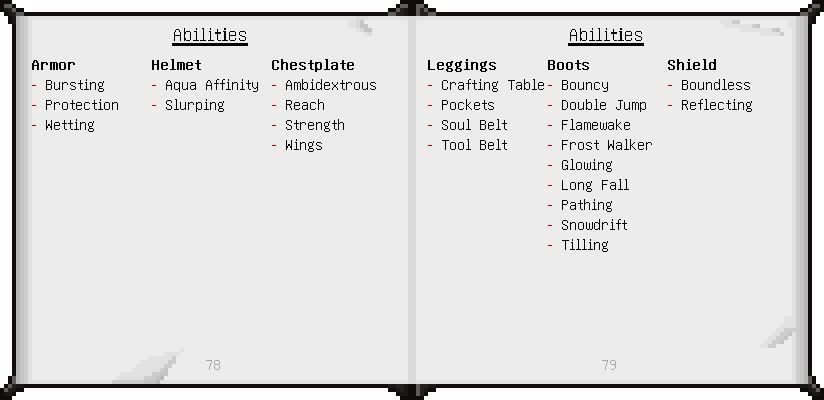 Abilities
Armor
- Bursting
- Protection
- Wetting
Helmet
- Aqua Affinity
- Slurping
Chestplate
- Ambidextrous
- Reach
- Strength
- Wings
78
Abilities
Leggings
- Crafting Table
- Pockets
- Soul Belt
- Tool Belt
Boots
- Bouncy
- Double Jump
- Flamewake
- Frost Walker
- Glowing
- Long Fall
- Pathing
- Snowdrift
- Tilling
Shield
- Boundless
- Reflecting
79